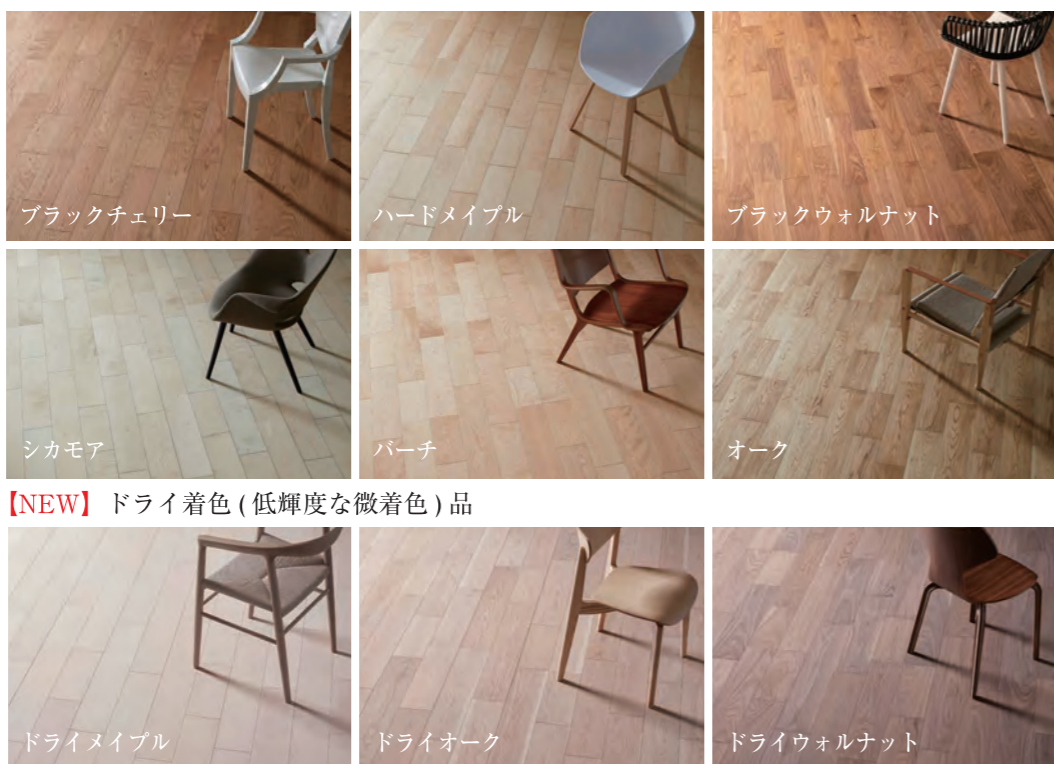 ブラックチェリー
ハードメイプル
ブラックウォルナット
シカモア
バーチ
オーク
【NEW】ドライ着色(低輝度な微着色)品
ドライメイプル
ドライオーク
ドライウォルナット